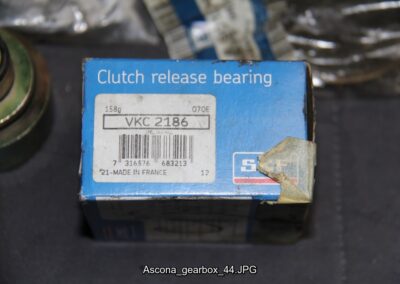 Clutch release bearing
158g 070E
VKC 2186
7 316576 683213
21-MADE IN FRANCE 12
Ascona_gearbox_44.JPG